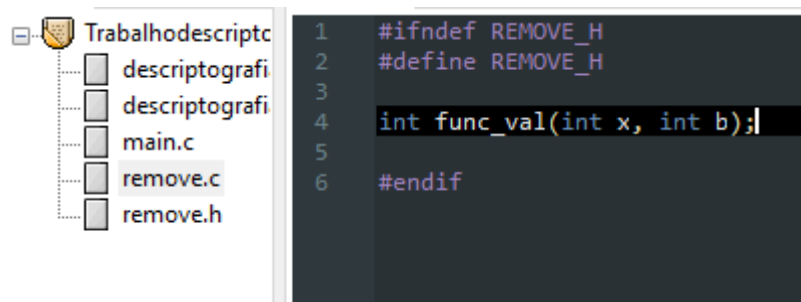 Trabalhodescriptc
descriptografi
descriptografi
main.c
remove.c
remove.h
1 #ifndef REMOVE_H
2 #define REMOVE_H
3
4 int func_val(int x, int b);
5
6 #endif